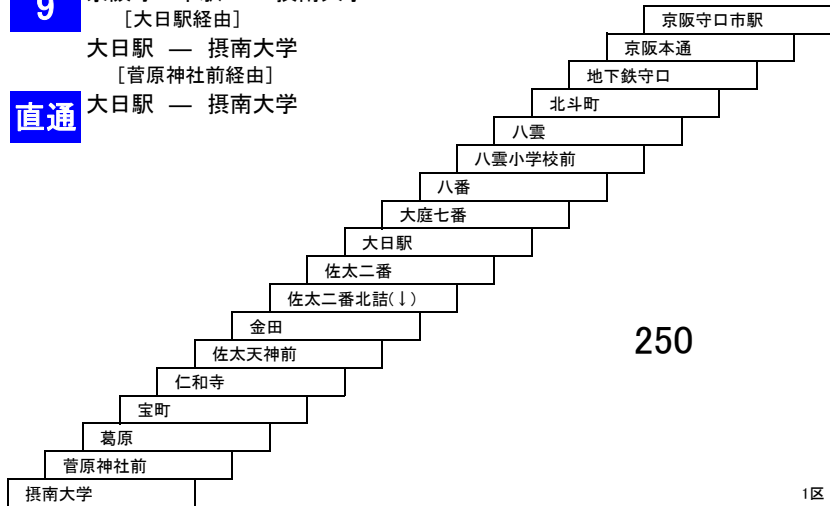 9
[大日駅経由]
大日駅 ― 摂南大学
[菅原神社前経由]
直通 大日駅 ― 摂南大学
京阪守口市駅
京阪本通
地下鉄守口
北斗町
八雲
八雲小学校前
八番
大庭七番
大日駅
佐太二番
佐太二番北詰(↓)
金田
佐太天神前
仁和寺
宝町
葛原
菅原神社前
摂南大学
250
1区